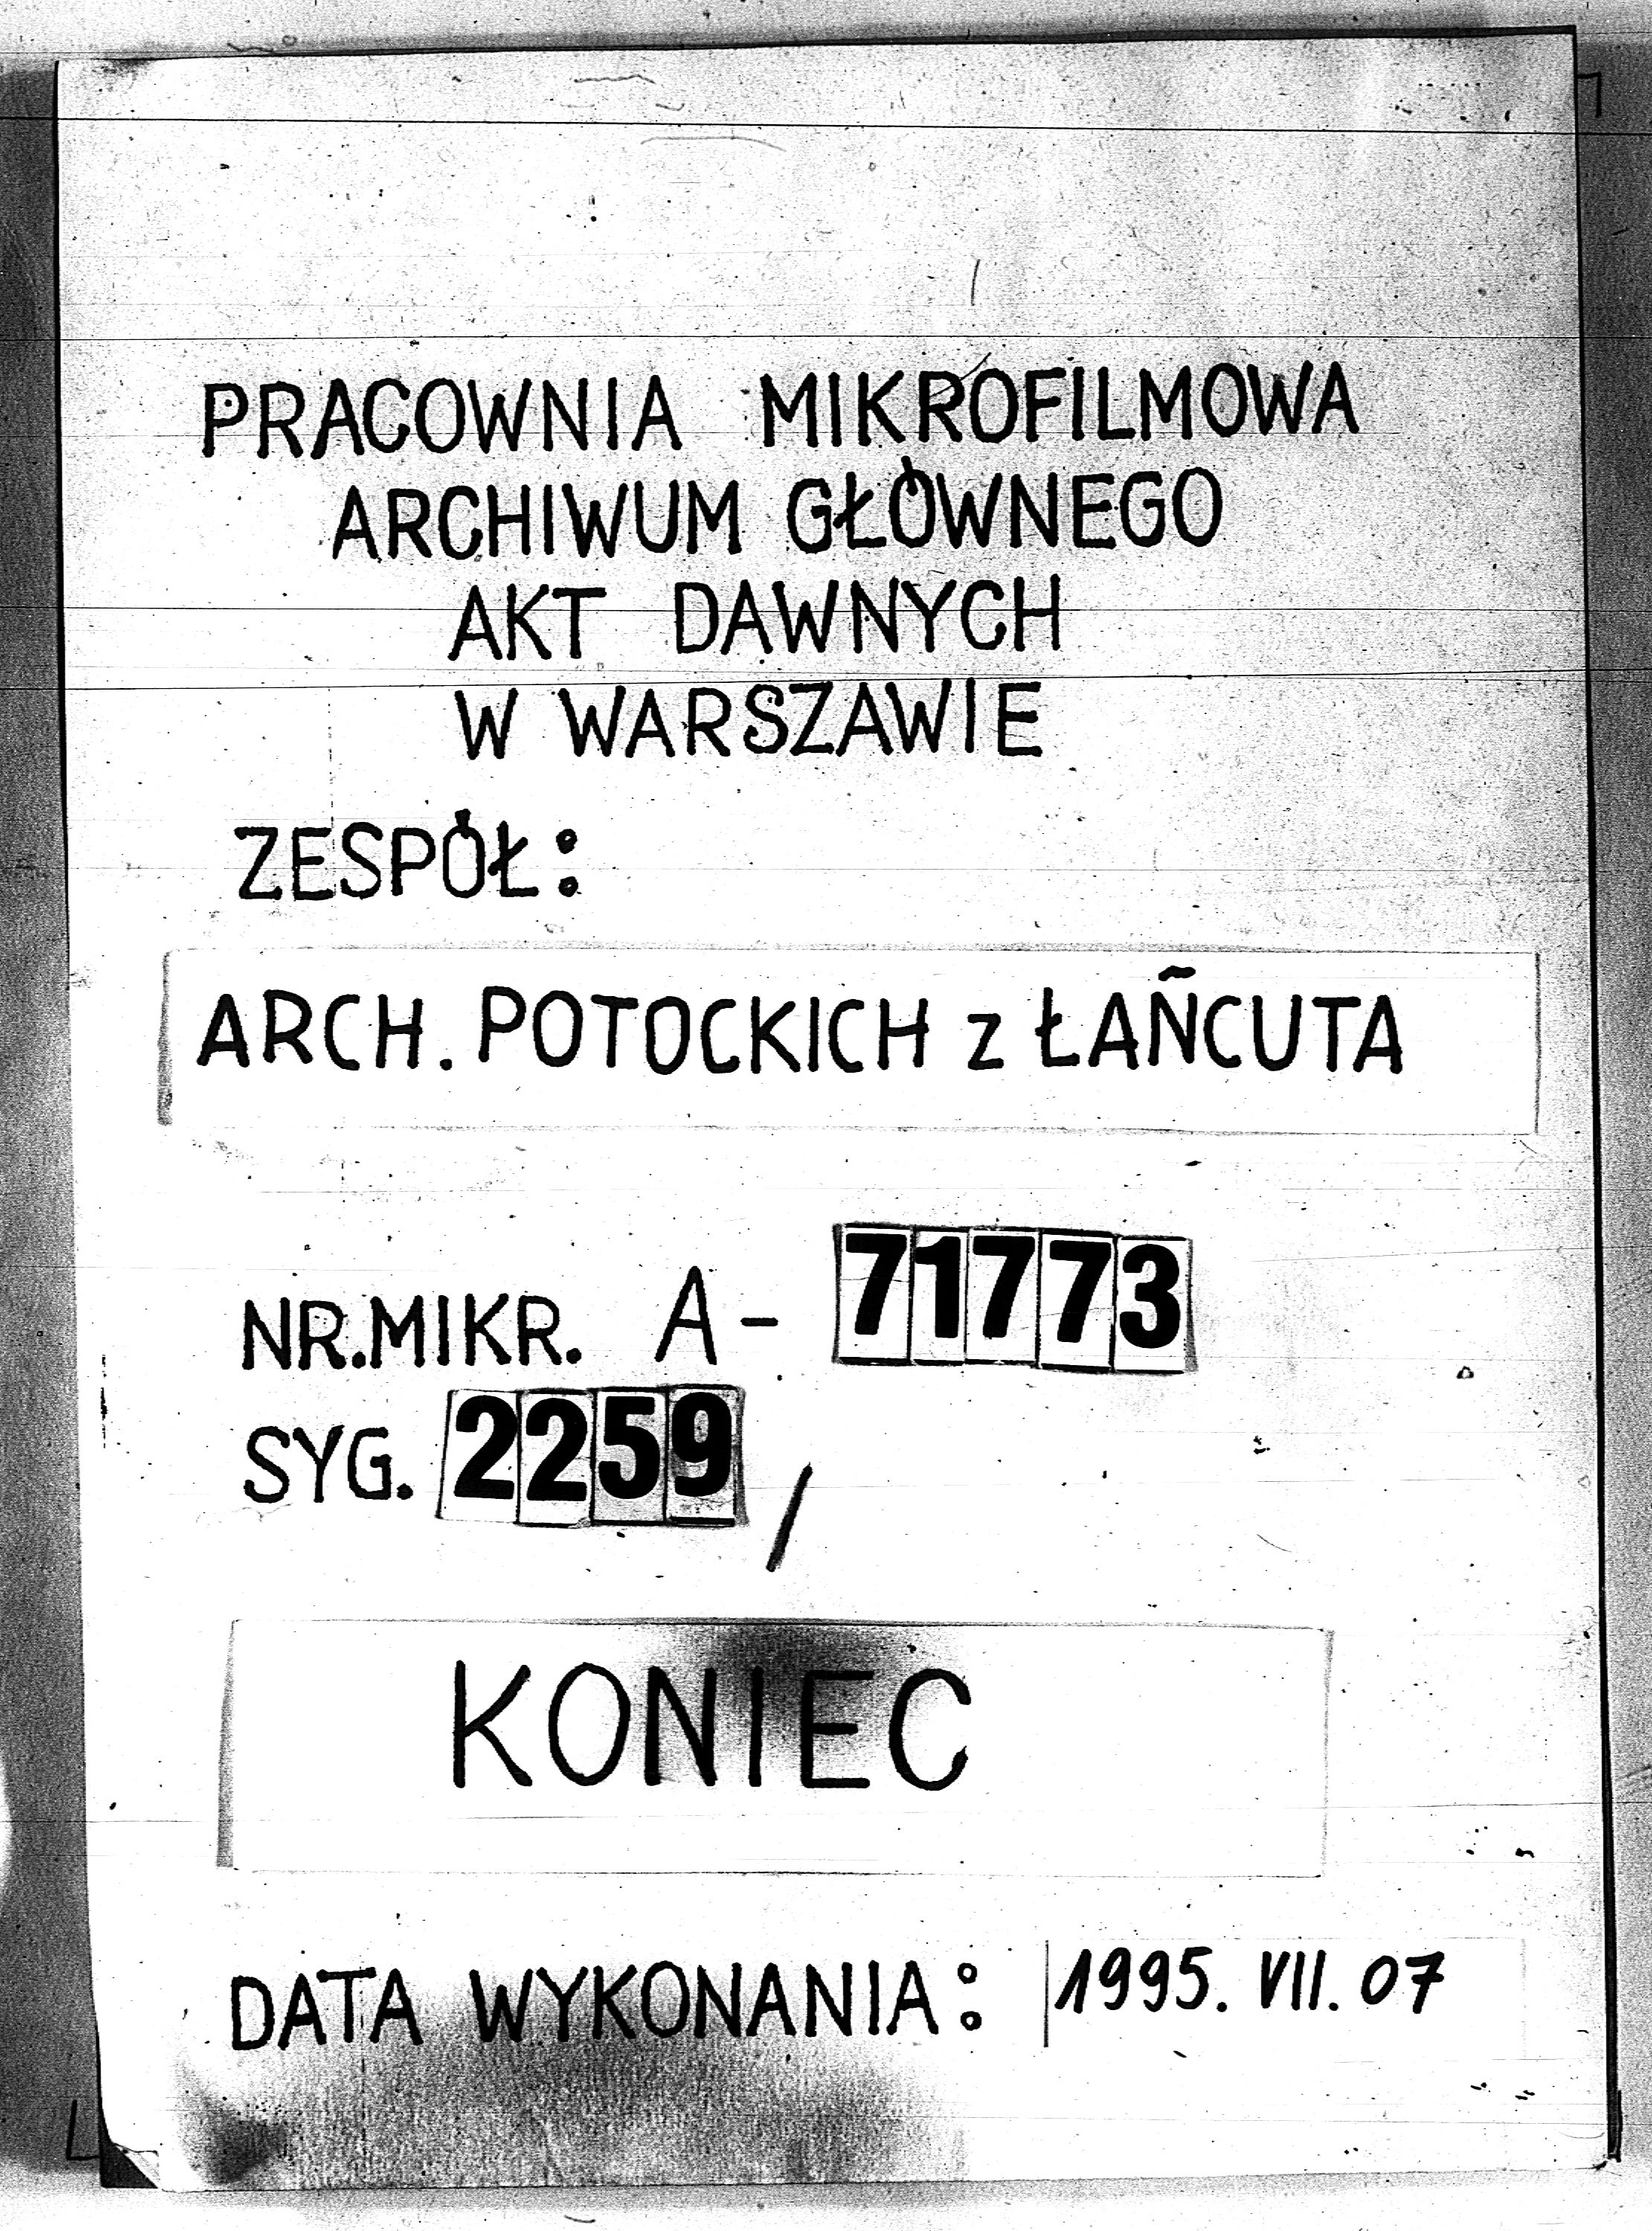 PRACOWNIA MIKROFILMOWA
ARCHIWUM GŁÓWNEGO
AKT DAWNYCH
W WARSZAWIE
ZESPÓŁ:
ARCH. POTOCKICH z ŁAŃCUTA
NR.MIKR. A- 71773
SYG. 2259 /
KONIEC
DATA WYKONANIA: 1995. VII. 07